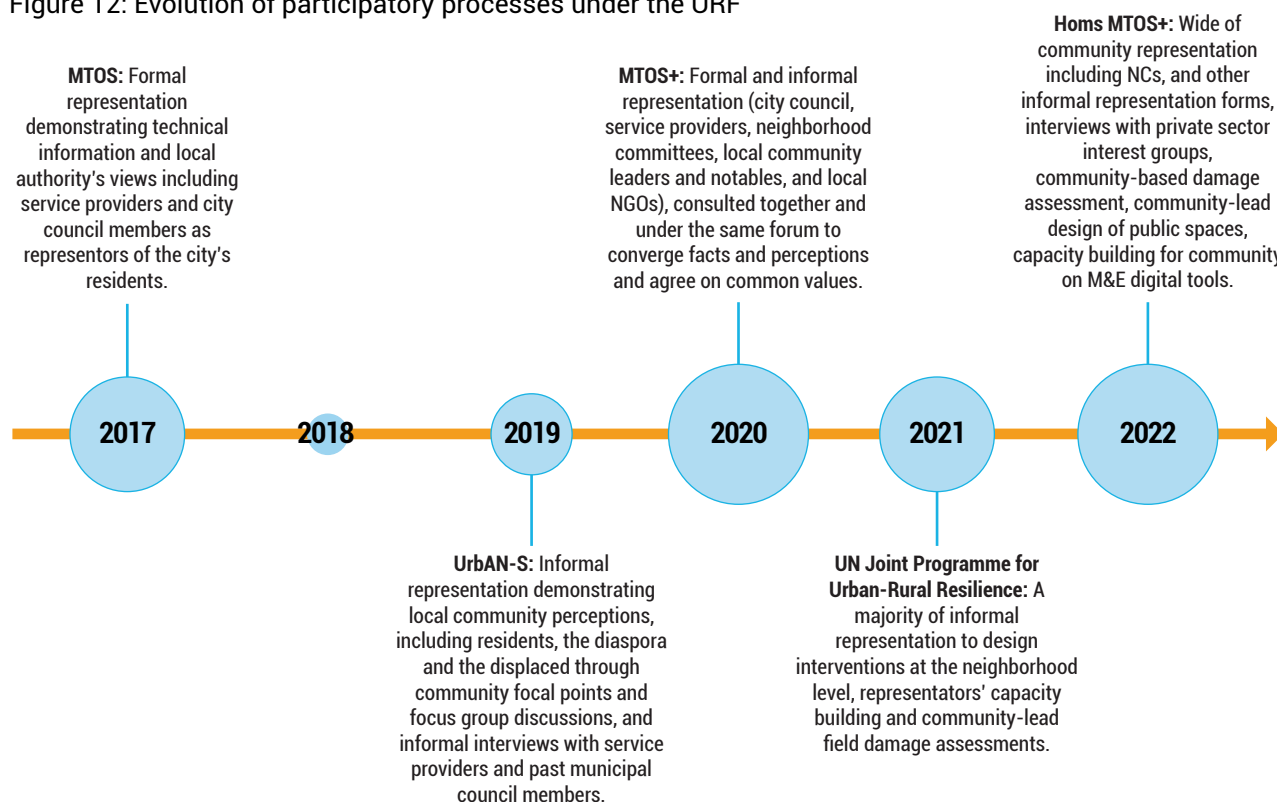 Figure 12: Evolution of participatory processes under the URF
MTOS: Formal
representation
demonstrating technical
information and local
authority's views including
service providers and city
council members as
representors of the city's
residents.
MTOS+: Formal and informal
representation (city council,
service providers, neighborhood
committees, local community
leaders and notables, and local
NGOs), consulted together and
under the same forum to
converge facts and perceptions
and agree on common values.
Homs MTOS+: Wide of
community representation
including NCs, and other
informal representation forms,
interviews with private sector
interest groups,
community-based damage
assessment, community-lead
design of public spaces,
capacity building for community
on M&E digital tools.
2017
2018
2019
2020
2021
2022
UrbAN-S: Informal
representation demonstrating
local community perceptions,
including residents, the diaspora
and the displaced through
community focal points and
focus group discussions, and
informal interviews with service
providers and past municipal
council members.
UN Joint Programme for
Urban-Rural Resilience: A
majority of informal
representation to design
interventions at the neighborhood
level, representators' capacity
building and community-lead
field damage assessments.